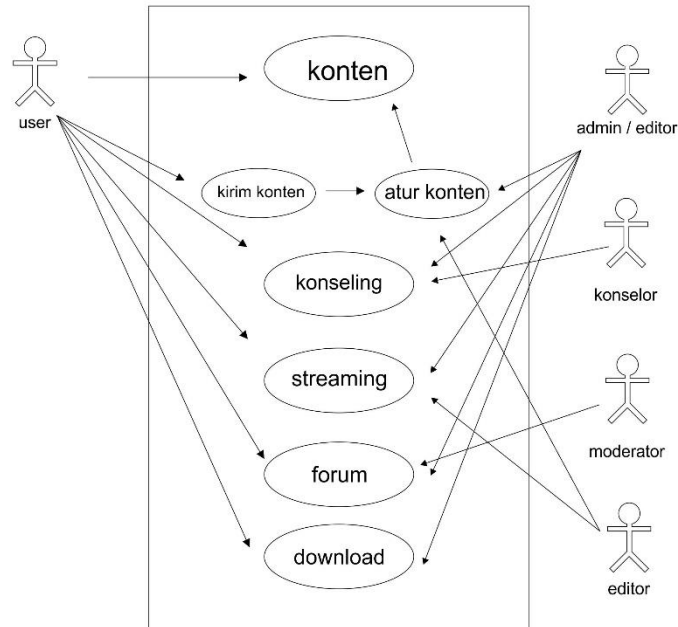 konten
user
admin / editor
kirim konten
atur konten
konseling
konselor
streaming
moderator
forum
download
editor